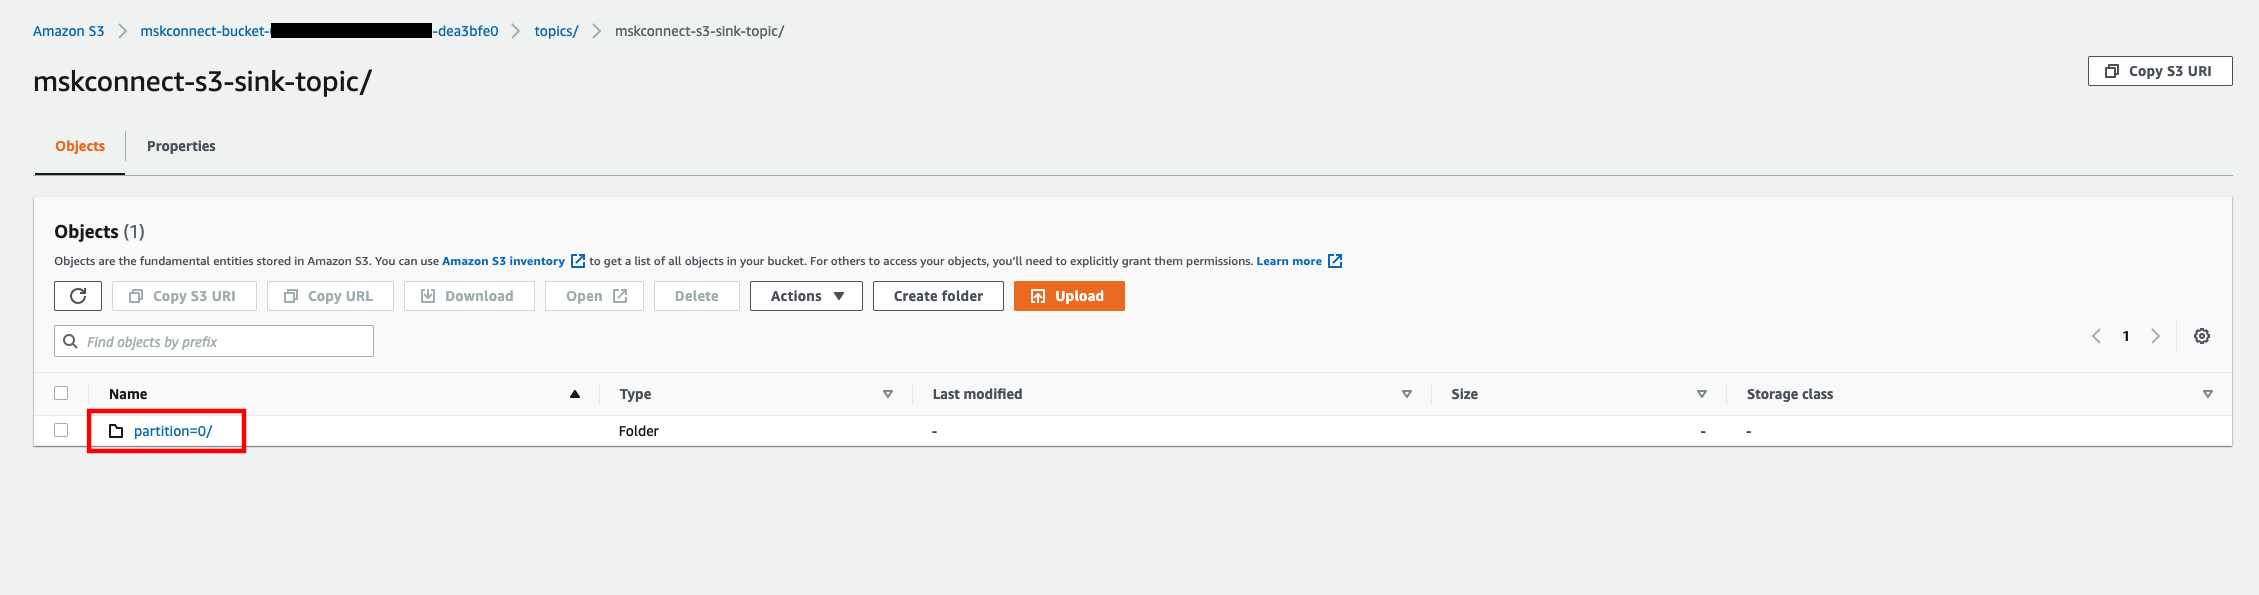 Amazon S3 > mskconnect-bucket- -dea3bfe0 > topics/ > mskconnect-s3-sink-topic/
mskconnect-s3-sink-topic/
Copy S3 URI
Objects Properties
Objects (1)
Objects are the fundamental entities stored in Amazon S3. You can use Amazon S3 inventory to get a list of all objects in your bucket. For others to access your objects, you’ll need to explicitly grant them permissions. Learn more
Copy S3 URI Copy URL Download Open Delete Actions Create folder Upload
Find objects by prefix 1
Name Type Last modified Size Storage class
partition=0/ Folder - - -